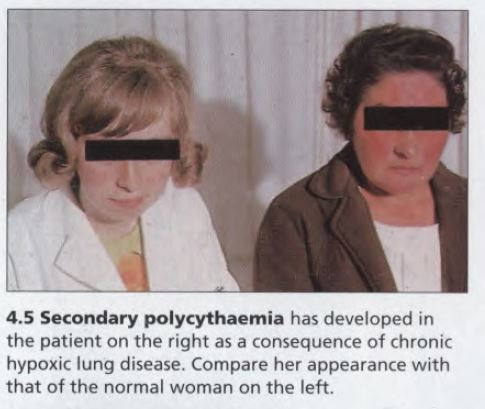 4.5 Secondary polycythaemia has developed in
the patient on the right as a consequence of chronic
hypoxic lung disease. Compare her appearance with
that of the normal woman on the left.